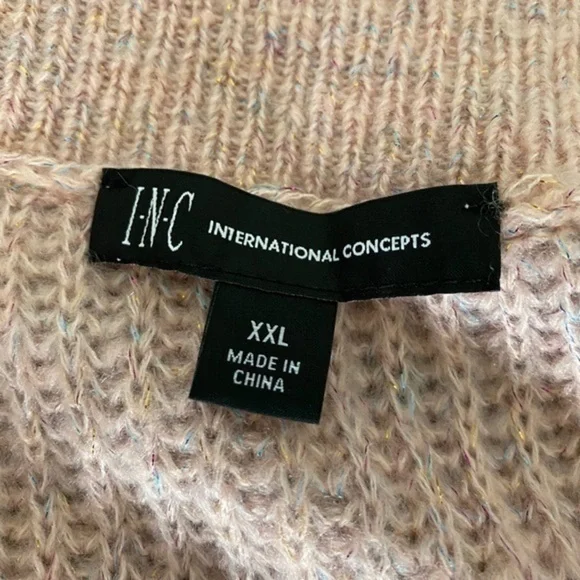 I-N-C INTERNATIONAL CONCEPTS
XXL
MADE IN
CHINA